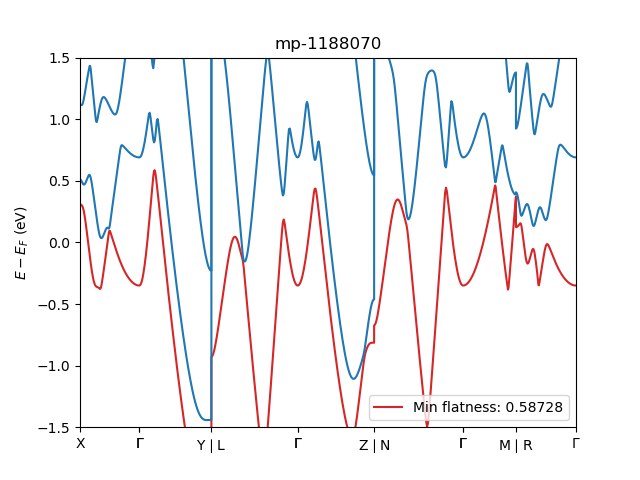 mp-1188070
1.5
1.0
0.5
0.0
−0.5
−1.0
−1.5
E − E_F (eV)
Min flatness: 0.58728
X Γ Y | L Γ Z | N Γ M | R Γ